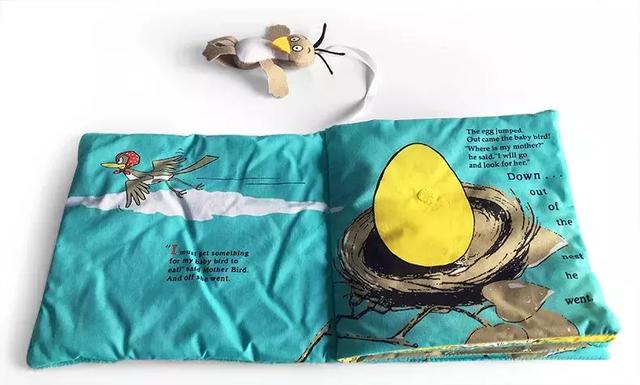 "I must get something
for my baby bird to
eat!" said Mother Bird.
And off she went.
The egg jumped.
Out came the baby bird!
"Where is my mother?"
he said. "I will go
and look for her."
Down . . .
out
of
the
nest
he
went.